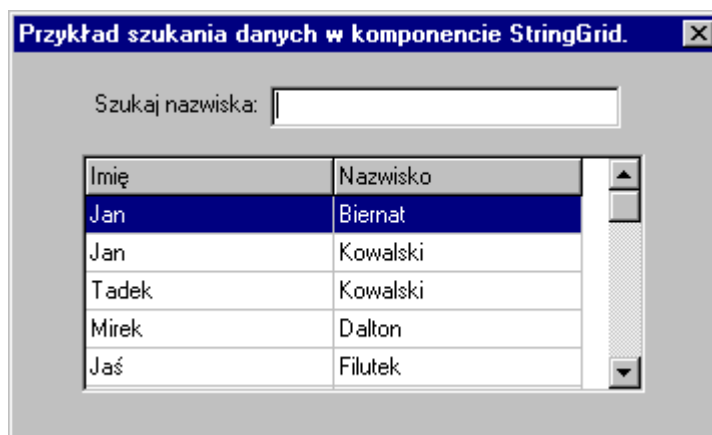 Przykład szukania danych w komponencie StringGrid.
Szukaj nazwiska:
Imię Nazwisko
Jan Biernat
Jan Kowalski
Tadek Kowalski
Mirek Dalton
Jaś Filutek